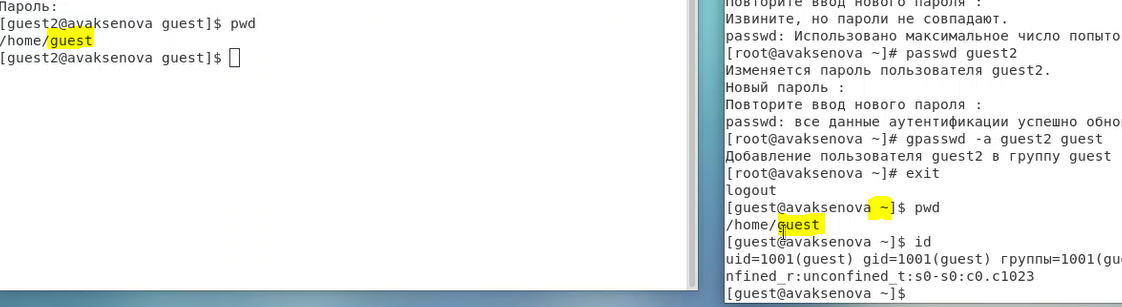 Пароль:
[guest2@avaksenova guest]$ pwd
/home/guest
[guest2@avaksenova guest]$
Повторите ввод нового пароля :
Извините, но пароли не совпадают.
passwd: Использовано максимальное число попыто
[root@avaksenova ~]# passwd guest2
Изменяется пароль пользователя guest2.
Новый пароль :
Повторите ввод нового пароля :
passwd: все данные аутентификации успешно обно
[root@avaksenova ~]# gpasswd -a guest2 guest
Добавление пользователя guest2 в группу guest
[root@avaksenova ~]# exit
logout
[guest@avaksenova ~]$ pwd
/home/guest
[guest@avaksenova ~]$ id
uid=1001(guest) gid=1001(guest) группы=1001(gu
nfined_r:unconfined_t:s0-s0:c0.c1023
[guest@avaksenova ~]$